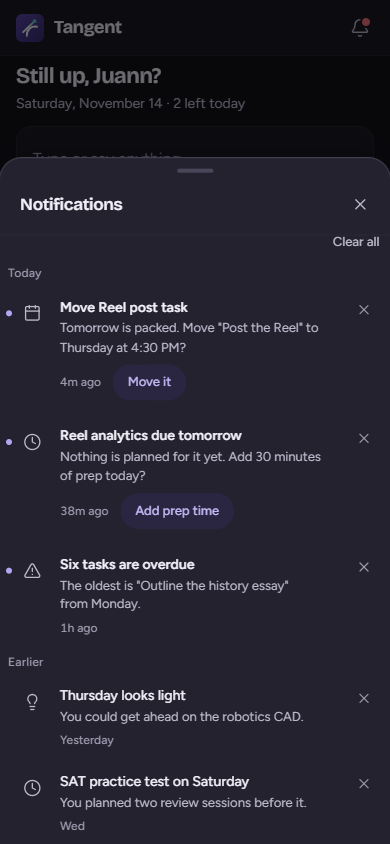 Tangent
Still up, Juann?
Saturday, November 14 · 2 left today
Type or say anything
Notifications
Clear all
Today
Move Reel post task
Tomorrow is packed. Move "Post the Reel" to
Thursday at 4:30 PM?
4m ago
Move it
Reel analytics due tomorrow
Nothing is planned for it yet. Add 30 minutes
of prep today?
38m ago
Add prep time
Six tasks are overdue
The oldest is "Outline the history essay"
from Monday.
1h ago
Earlier
Thursday looks light
You could get ahead on the robotics CAD.
Yesterday
SAT practice test on Saturday
You planned two review sessions before it.
Wed